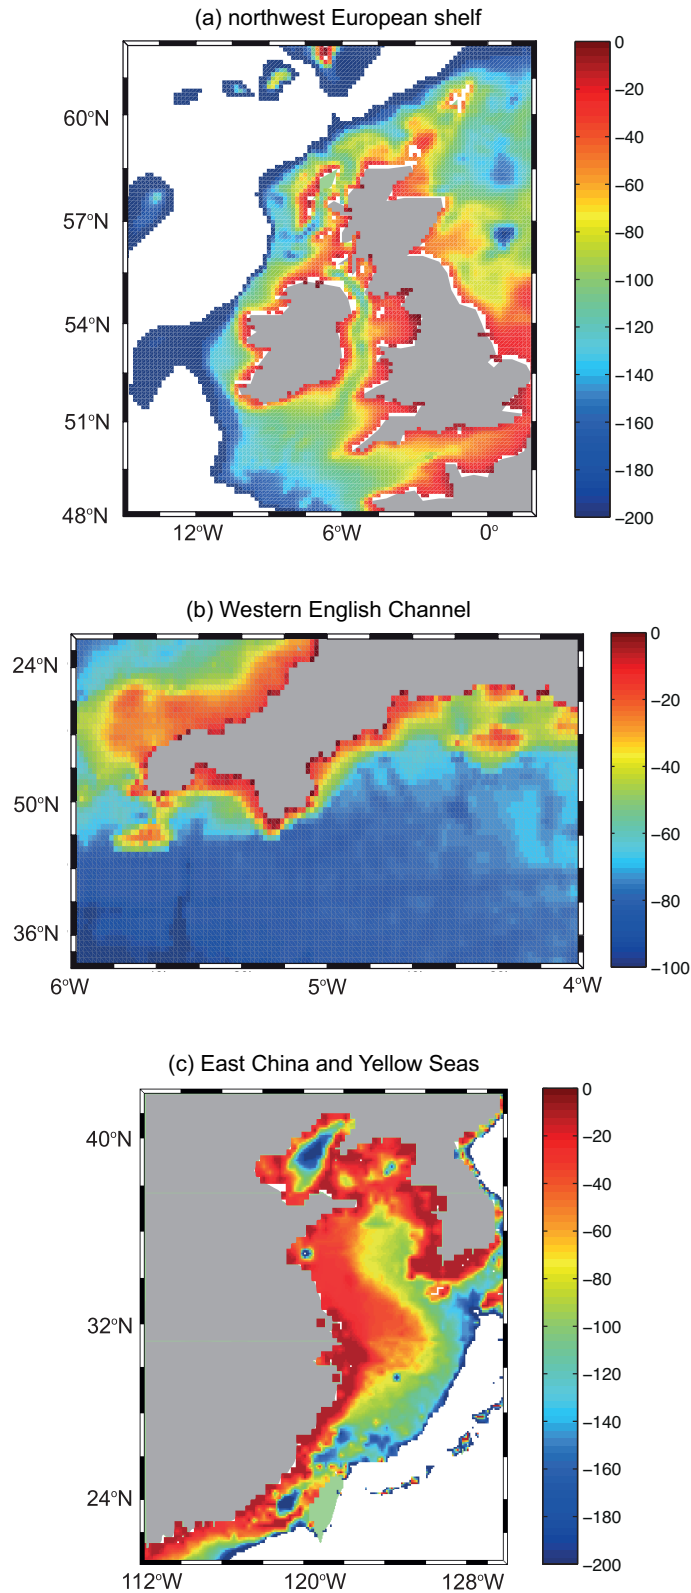 (a) northwest European shelf
60°N
57°N
54°N
51°N
48°N
12°W
6°W
0°
0
−20
−40
−60
−80
−100
−120
−140
−160
−180
−200
(b) Western English Channel
24°N
50°N
36°N
6°W
5°W
4°W
0
−20
−40
−60
−80
−100
(c) East China and Yellow Seas
40°N
32°N
24°N
112°W
120°W
128°W
0
−20
−40
−60
−80
−100
−120
−140
−160
−180
−200